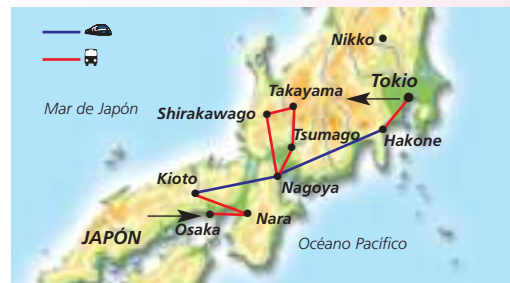 Nikko
Tokio
Takayama
Mar de Japón
Shirakawago
Tsumago
Hakone
Kioto
Nagoya
Nara
Osaka
JAPÓN
Océano Pacífico